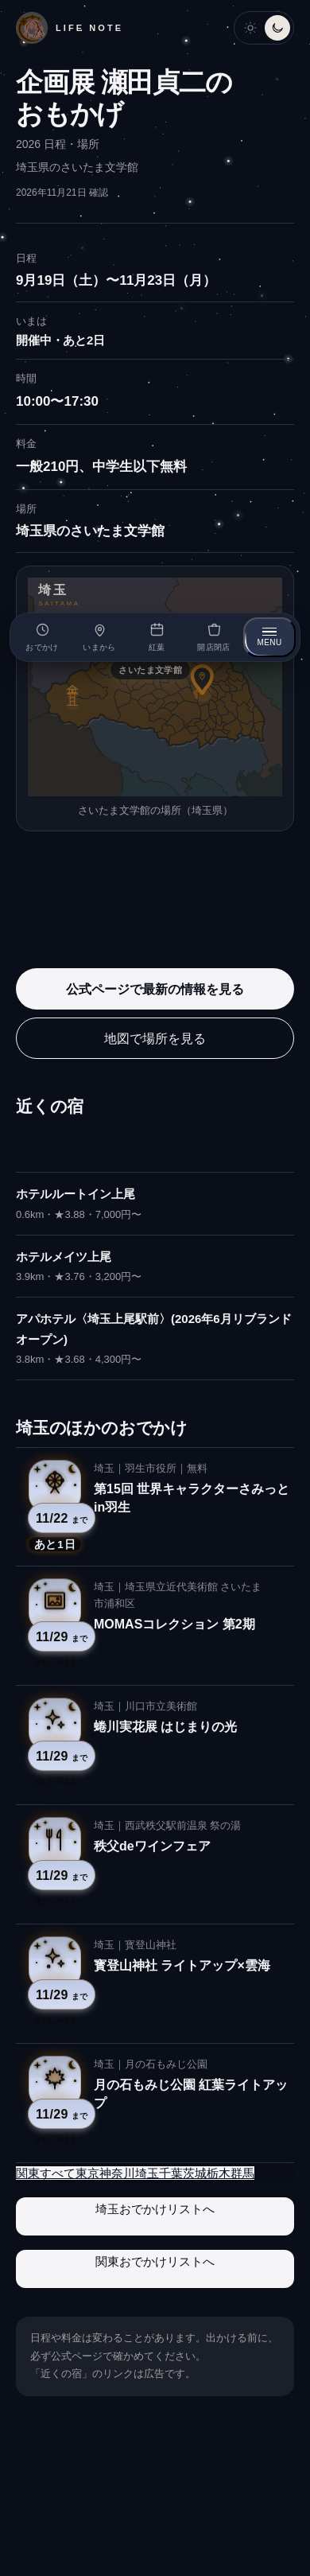 LIFE NOTE
企画展 瀬田貞二の
おもかげ
2026 日程・場所
埼玉県のさいたま文学館
2026年11月21日 確認
日程
9月19日（土）〜11月23日（月）
いまは
開催中・あと2日
時間
10:00〜17:30
料金
一般210円、中学生以下無料
場所
埼玉県のさいたま文学館
埼玉
SAITAMA
おでかけ
いまから
紅葉
開店閉店
MENU
さいたま文学館
さいたま文学館の場所（埼玉県）
公式ページで最新の情報を見る
地図で場所を見る
近くの宿
ホテルルートイン上尾
0.6km・★3.88・7,000円〜
ホテルメイツ上尾
3.9km・★3.76・3,200円〜
アパホテル〈埼玉上尾駅前〉(2026年6月リブランド
オープン)
3.8km・★3.68・4,300円〜
埼玉のほかのおでかけ
埼玉｜羽生市役所｜無料
第15回 世界キャラクターさみっと
in羽生
11/22 まで
あと1日
埼玉｜埼玉県立近代美術館 さいたま
市浦和区
MOMASコレクション 第2期
11/29 まで
埼玉｜川口市立美術館
蜷川実花展 はじまりの光
11/29 まで
埼玉｜西武秩父駅前温泉 祭の湯
秩父deワインフェア
11/29 まで
埼玉｜寶登山神社
寳登山神社 ライトアップ×雲海
11/29 まで
埼玉｜月の石もみじ公園
月の石もみじ公園 紅葉ライトアッ
プ
11/29 まで
関東すべて東京神奈川埼玉千葉茨城栃木群馬
埼玉おでかけリストへ
関東おでかけリストへ
日程や料金は変わることがあります。出かける前に、
必ず公式ページで確かめてください。
「近くの宿」のリンクは広告です。